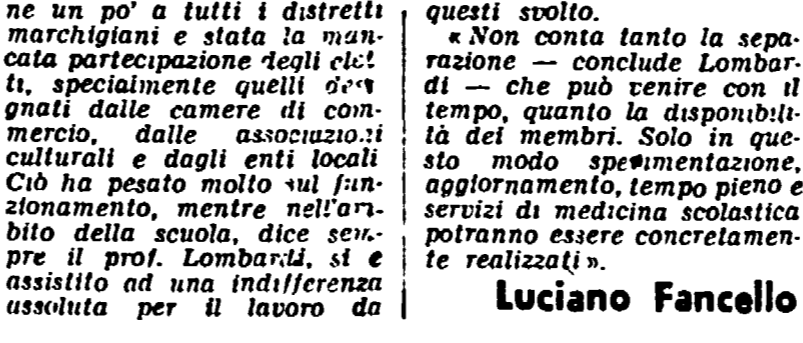 ne un po' a tutti i distretti
marchigiani e stata la man-
cata partecipazione degli elet
ti, specialmente quelli desi
gnati dalle camere di com-
mercio, dalle associazioni
culturali e dagli enti locali
Ciò ha pesato molto sul fun-
zionamento, mentre nell'am-
bito della scuola, dice sem-
pre il prof. Lombardi, si e
assistito ad una indifferenza
assoluta per il lavoro da
questi svolto.
« Non conta tanto la sepa-
razione — conclude Lombar-
di — che può venire con il
tempo, quanto la disponibili-
tà dei membri. Solo in que-
sto modo sperimentazione,
aggiornamento, tempo pieno e
servizi di medicina scolastica
potranno essere concretamen-
te realizzati ».
Luciano Fancello